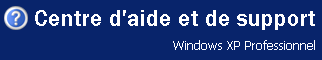 Centre d'aide et de support
Windows XP Professionnel